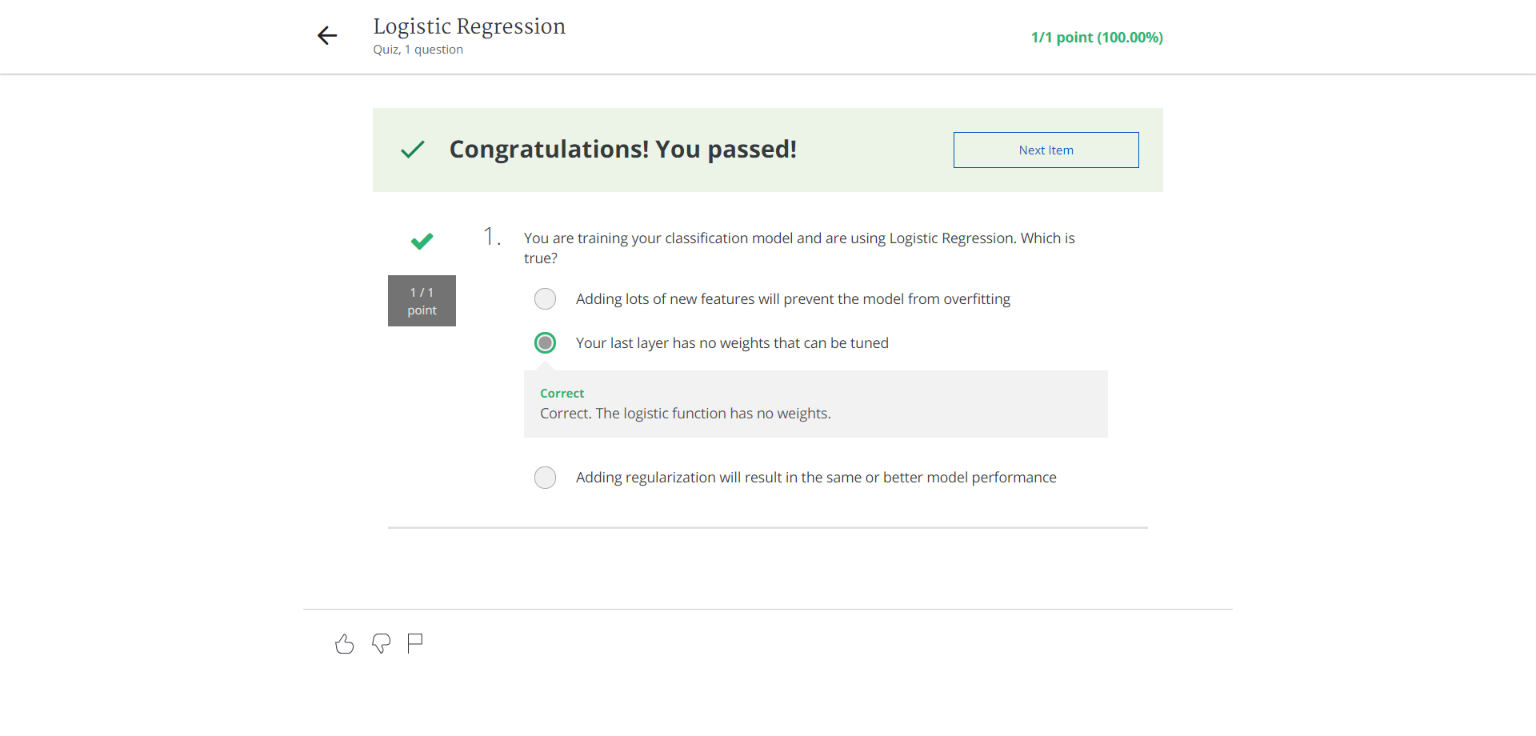 Logistic Regression
Quiz, 1 question
1/1 point (100.00%)
Congratulations! You passed!
Next Item
1 / 1
point
1.
You are training your classification model and are using Logistic Regression. Which is
true?
Adding lots of new features will prevent the model from overfitting
Your last layer has no weights that can be tuned
Correct
Correct. The logistic function has no weights.
Adding regularization will result in the same or better model performance